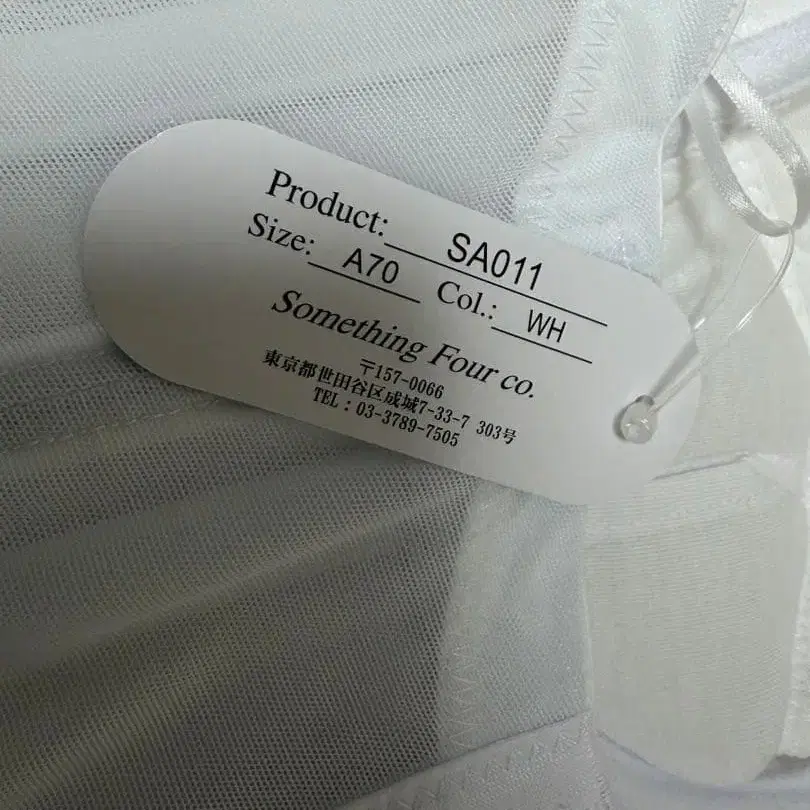 Product: SA011
Size: A70 Col.: WH
Something Four co.
〒157-0066
東京都世田谷区成城7-33-7 303号
TEL：03-3789-7505